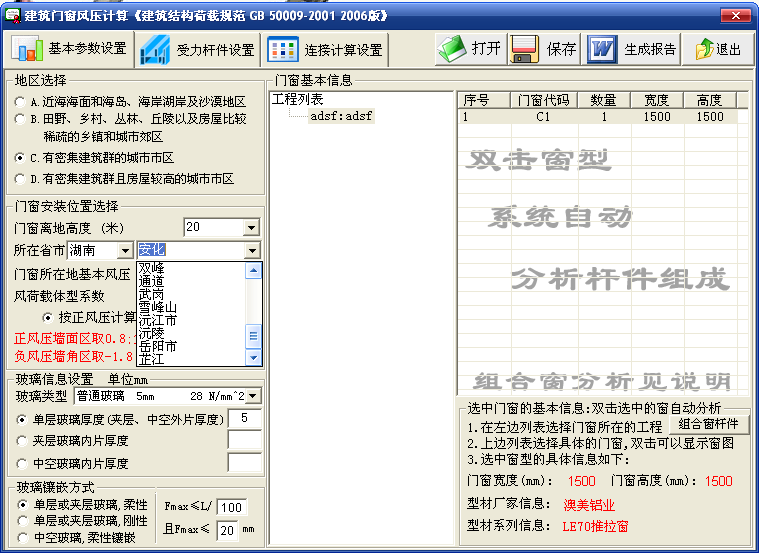 建筑门窗风压计算《建筑结构荷载规范 GB 50009-2001 2006版》
基本参数设置 受力杆件设置 连接计算设置 打开 保存 生成报告 退出
地区选择
A. 近海海面和海岛、海岸湖岸及沙漠地区
B. 田野、乡村、丛林、丘陵以及房屋比较
稀疏的乡镇和城市郊区
C. 有密集建筑群的城市市区
D. 有密集建筑群且房屋较高的城市市区
门窗安装位置选择
门窗离地高度 (米) 20
所在省市 湖南 安化
双峰
通道
武岗
雪峰山
沅江市
沅陵
岳阳市
芷江
门窗所在地基本风压
风荷载体型系数
按正风压计算
正风压墙面区取0.8;
负风压墙角区取-1.8
玻璃信息设置 单位mm
玻璃类型 普通玻璃 5mm 28 N/mm^2
单层玻璃厚度(夹层、中空外片厚度) 5
夹层玻璃内片厚度
中空玻璃内片厚度
玻璃镶嵌方式
单层或夹层玻璃,柔性
单层或夹层玻璃,刚性
中空玻璃,柔性镶嵌
Fmax≤L/ 100
且Fmax≤ 20 mm
门窗基本信息
工程列表
adsf:adsf
序号 门窗代码 数量 宽度 高度
1 C1 1 1500 1500
双击窗型
系统自动
分析杆件组成
组合窗分析见说明
选中门窗的基本信息:双击选中的窗自动分析
1.在左边列表选择门窗所在的工程 组合窗杆件
2.上边列表选择具体的门窗,双击可以显示窗图
3.选中窗型的具体信息如下:
门窗宽度(mm): 1500 门窗高度(mm): 1500
型材厂家信息: 澳美铝业
型材系列信息: LE70推拉窗